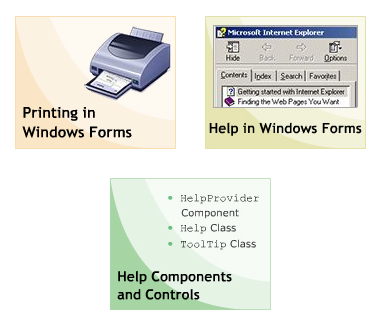 Printing in
Windows Forms
Microsoft Internet Explorer
Hide Back Forward Options
Contents Index Search Favorites
Getting started with Internet Explorer
Finding the Web Pages You Want
Help in Windows Forms
• HelpProvider
Component
• Help Class
• ToolTip Class
Help Components
and Controls